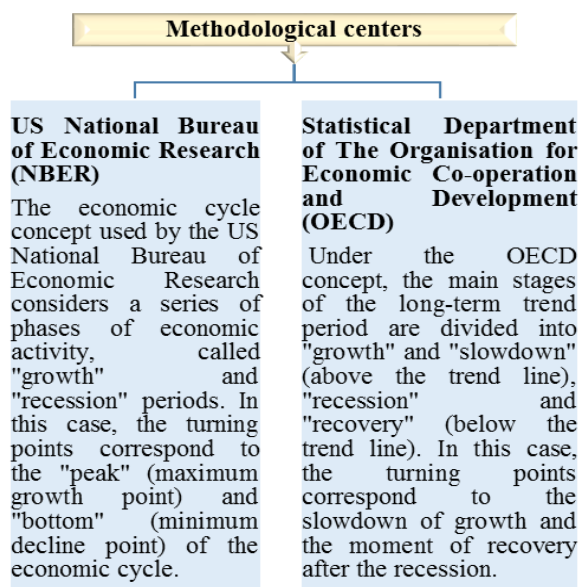 Methodological centers
US National Bureau
of Economic Research
(NBER)
The economic cycle
concept used by the US
National Bureau of
Economic Research
considers a series of
phases of economic
activity, called
"growth" and
"recession" periods. In
this case, the turning
points correspond to
the "peak" (maximum
growth point) and
"bottom" (minimum
decline point) of the
economic cycle.
Statistical Department
of The Organisation for
Economic Co-operation
and Development
(OECD)
Under the OECD
concept, the main stages
of the long-term trend
period are divided into
"growth" and "slowdown"
(above the trend line),
"recession" and
"recovery" (below the
trend line). In this case,
the turning points
correspond to the
slowdown of growth and
the moment of recovery
after the recession.